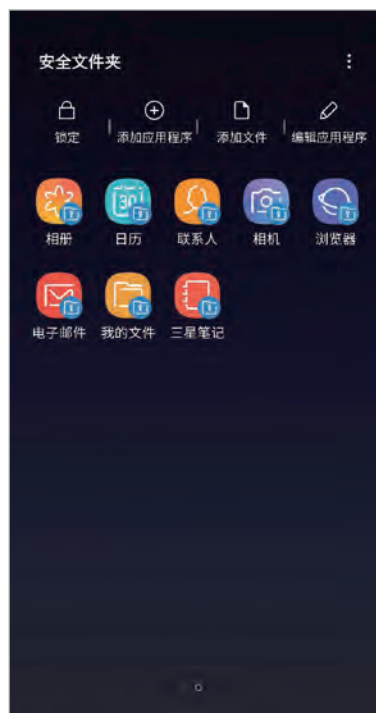 安全文件夹
锁定 添加应用程序 添加文件 编辑应用程序
30
相册 日历 联系人 相机 浏览器
电子邮件 我的文件 三星笔记